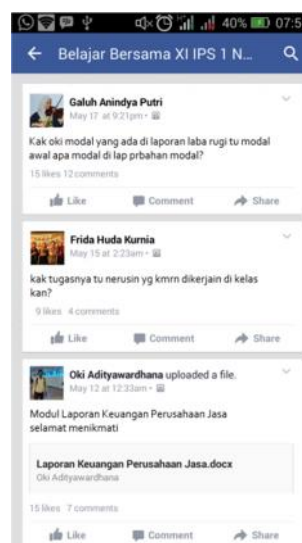 40% 07:5
Belajar Bersama XI IPS 1 N...
Galuh Anindya Putri
May 17 at 9:21pm •
Kak oki modal yang ada di laporan laba rugi tu modal
awal apa modal di lap prbahan modal?
15 likes 12 comments
Like Comment Share
Frida Huda Kurnia
May 15 at 2:23am •
kak tugasnya tu nerusin yg kmrn dikerjain di kelas
kan?
9 likes 4 comments
Like Comment Share
Oki Adityawardhana uploaded a file.
May 12 at 12:33am •
Modul Laporan Keuangan Perusahaan Jasa
selamat menikmati
Laporan Keuangan Perusahaan Jasa.docx
Oki Adityawardhana
15 likes 7 comments
Like Comment Share